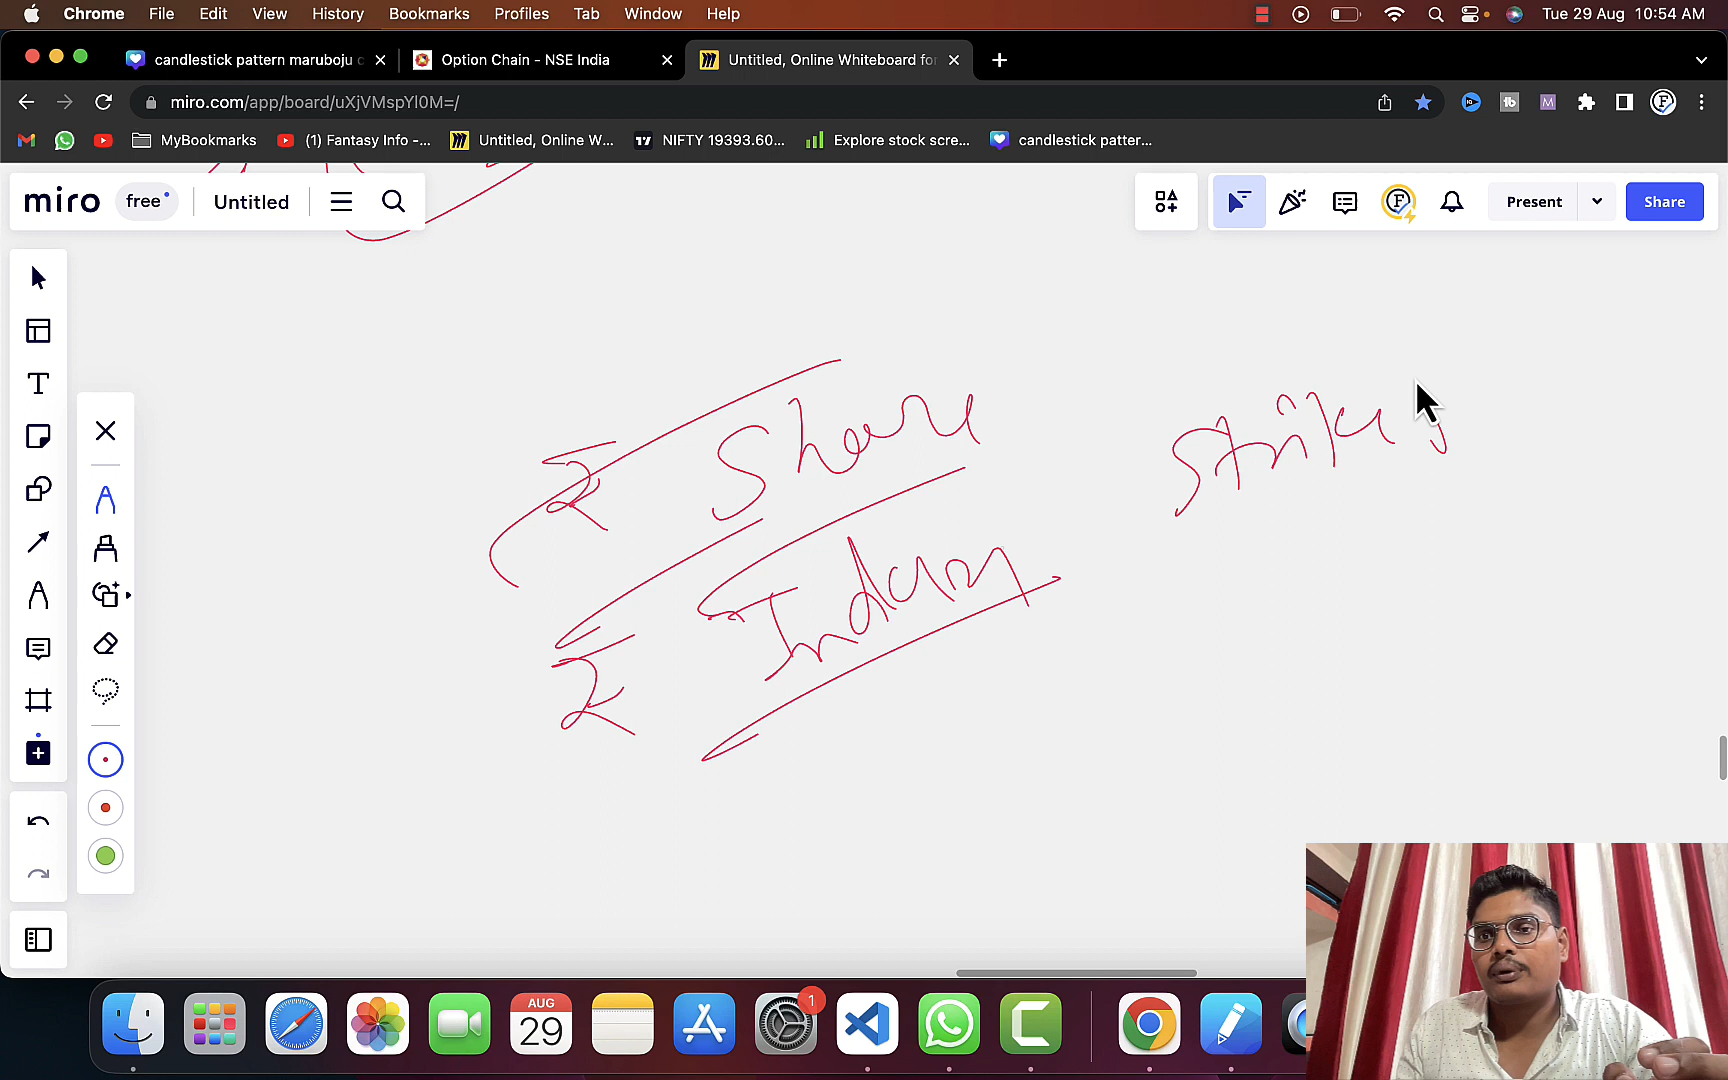 Chrome File Edit View History Bookmarks Profiles Tab Window Help Tue 29 Aug 10:54 AM
candlestick pattern maruboju c Option Chain - NSE India Untitled, Online Whiteboard for
miro.com/app/board/uXjVMspYl0M=/
MyBookmarks (1) Fantasy Info -... Untitled, Online W... NIFTY 19393.60... Explore stock scre... candlestick patter...
miro free Untitled Present Share
Share
Strike
AUG
29
1